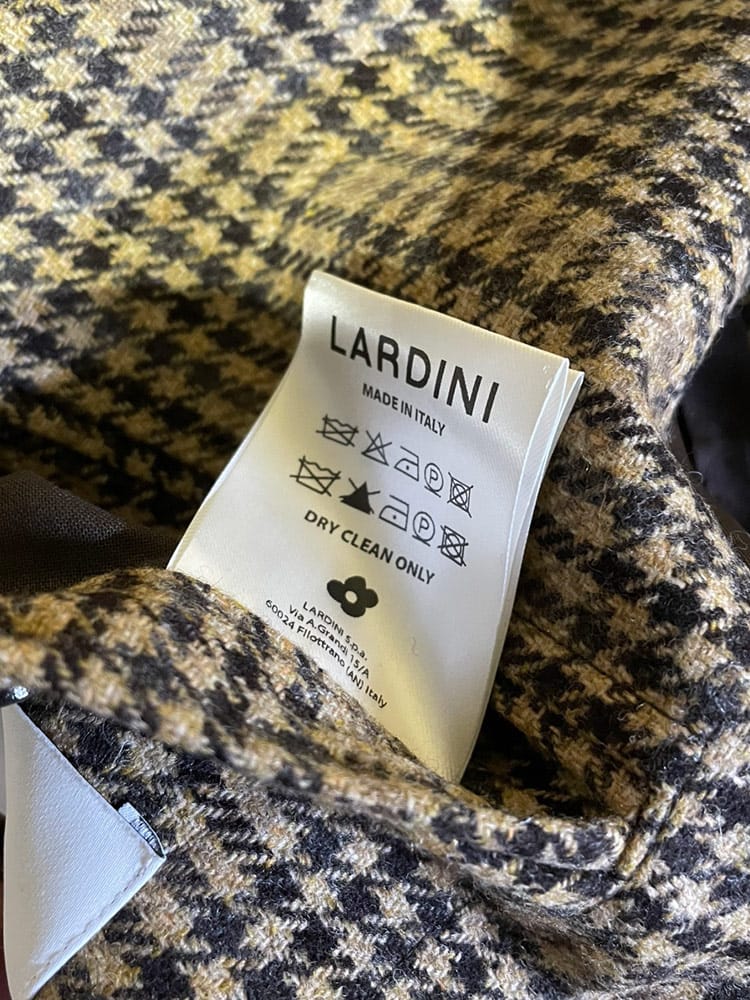 LARDINI
MADE IN ITALY
P
P
DRY CLEAN ONLY
LARDINI S.p.a.
Via A.Grandi 15/A
60024 Filottrano (AN) Italy